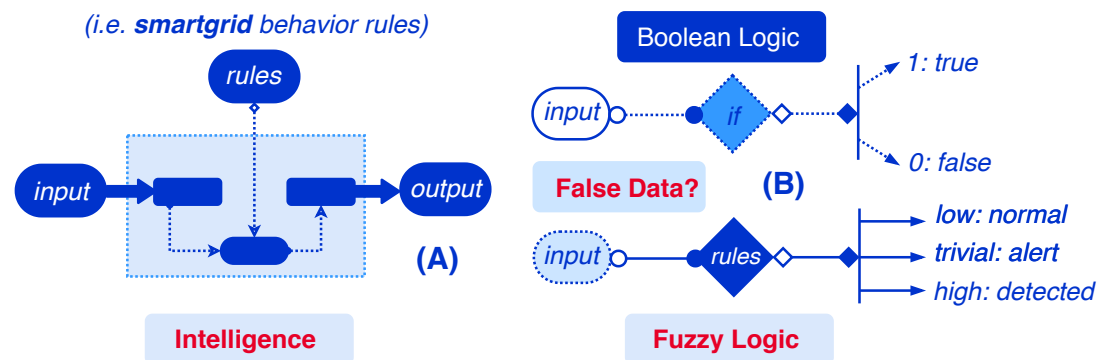 (i.e. smartgrid behavior rules)
rules
input
output
(A)
Intelligence
Boolean Logic
input
if
1: true
0: false
False Data?
(B)
input
rules
low: normal
trivial: alert
high: detected
Fuzzy Logic